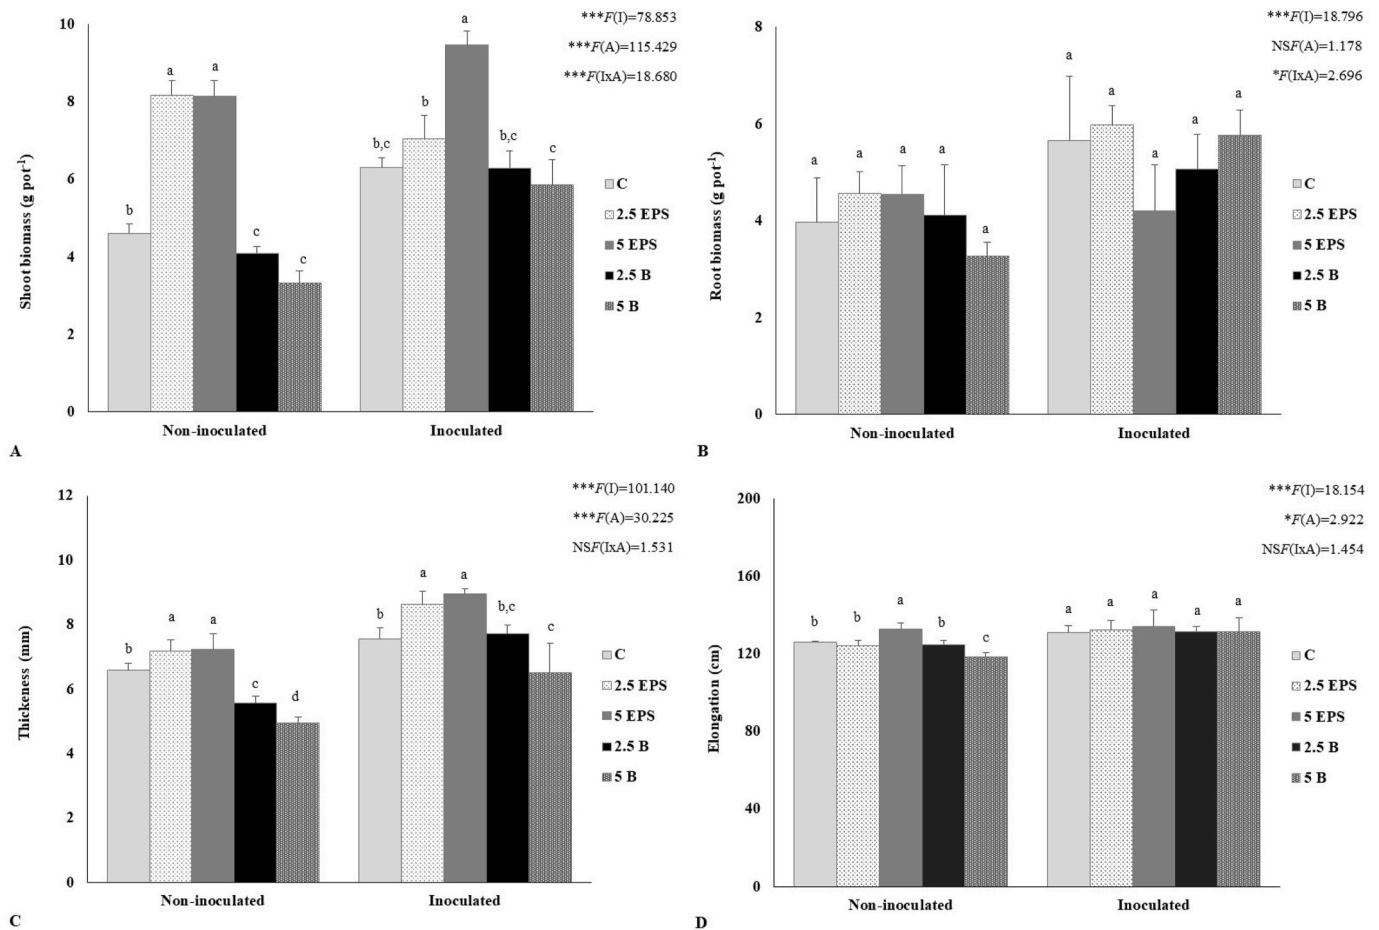 ***F(I)=78.853
***F(A)=115.429
***F(IxA)=18.680
Shoot biomass (g pot-1)
10
8
6
4
2
0
b
a
a
c
c
b,c
b
a
b,c
c
C
2.5 EPS
5 EPS
2.5 B
5 B
Non-inoculated
Inoculated
A
***F(I)=18.796
NSF(A)=1.178
*F(IxA)=2.696
Root biomass (g pot-1)
8
6
4
2
0
a
a
a
a
a
a
a
a
a
a
C
2.5 EPS
5 EPS
2.5 B
5 B
Non-inoculated
Inoculated
B
***F(I)=101.140
***F(A)=30.225
NSF(IxA)=1.531
Thickeness (mm)
12
10
8
6
4
2
0
b
a
a
c
d
b
a
a
b,c
c
C
2.5 EPS
5 EPS
2.5 B
5 B
Non-inoculated
Inoculated
C
***F(I)=18.154
*F(A)=2.922
NSF(IxA)=1.454
Elongation (cm)
200
160
120
80
40
0
b
b
a
b
c
a
a
a
a
a
C
2.5 EPS
5 EPS
2.5 B
5 B
Non-inoculated
Inoculated
D